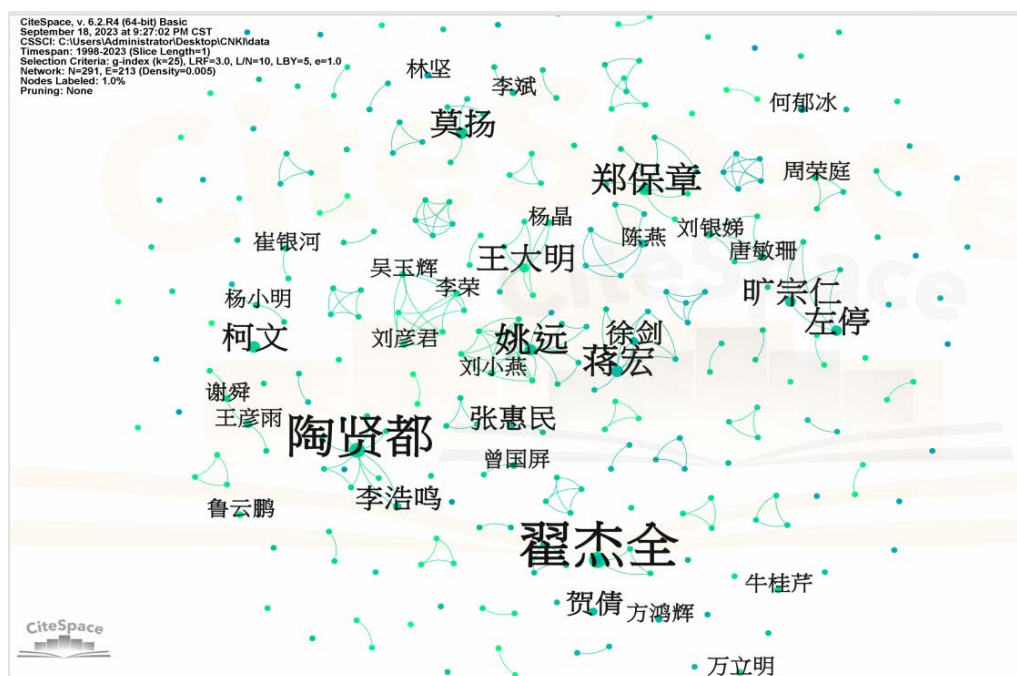 CiteSpace, v. 6.2.R4 (64-bit) Basic
September 18, 2023 at 9:27:02 PM CST
CSSCI: C:\Users\Administrator\Desktop\CNKI\data
Timespan: 1998-2023 (Slice Length=1)
Selection Criteria: g-index (k=25), LRF=3.0, L/N=10, LBY=5, e=1.0
Network: N=291, E=213 (Density=0.005)
Nodes Labeled: 1.0%
Pruning: None
林坚
李斌
何郁冰
莫扬
郑保章
周荣庭
杨晶
刘银娣
陈燕
崔银河
唐敏珊
王大明
吴玉辉
李荣
旷宗仁
杨小明
左停
柯文
刘彦君
姚远
徐剑
蒋宏
刘小燕
谢舜
王彦雨
张惠民
陶贤都
曾国屏
李浩鸣
鲁云鹏
翟杰全
牛桂芹
贺倩
方鸿辉
万立明
CiteSpace
CiteSpace
CiteSpace